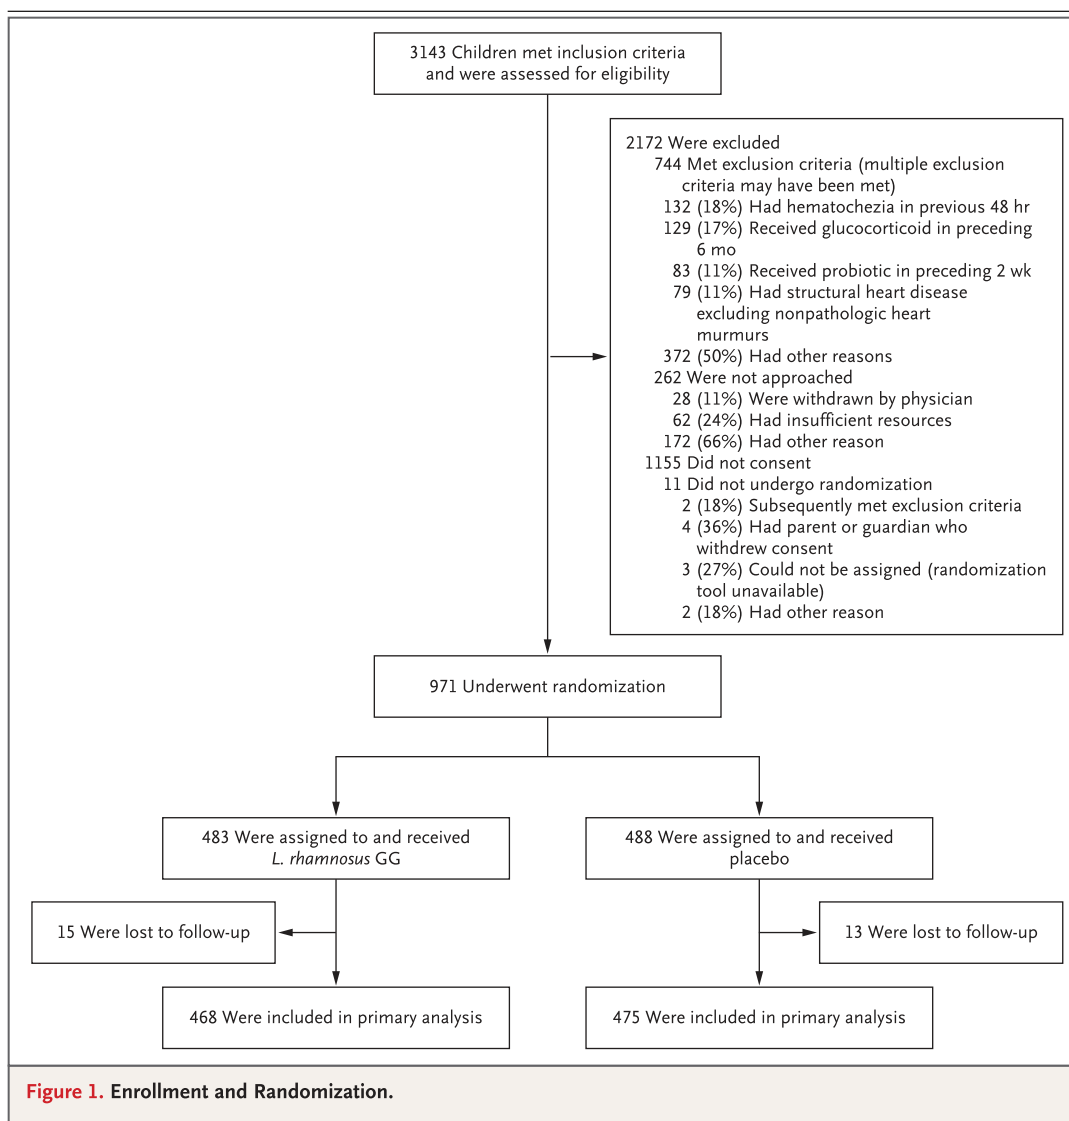 3143 Children met inclusion criteria
and were assessed for eligibility
2172 Were excluded
744 Met exclusion criteria (multiple exclusion
criteria may have been met)
132 (18%) Had hematochezia in previous 48 hr
129 (17%) Received glucocorticoid in preceding
6 mo
83 (11%) Received probiotic in preceding 2 wk
79 (11%) Had structural heart disease
excluding nonpathologic heart
murmurs
372 (50%) Had other reasons
262 Were not approached
28 (11%) Were withdrawn by physician
62 (24%) Had insufficient resources
172 (66%) Had other reason
1155 Did not consent
11 Did not undergo randomization
2 (18%) Subsequently met exclusion criteria
4 (36%) Had parent or guardian who
withdrew consent
3 (27%) Could not be assigned (randomization
tool unavailable)
2 (18%) Had other reason
971 Underwent randomization
483 Were assigned to and received
L. rhamnosus GG
488 Were assigned to and received
placebo
15 Were lost to follow-up
13 Were lost to follow-up
468 Were included in primary analysis
475 Were included in primary analysis
Figure 1. Enrollment and Randomization.